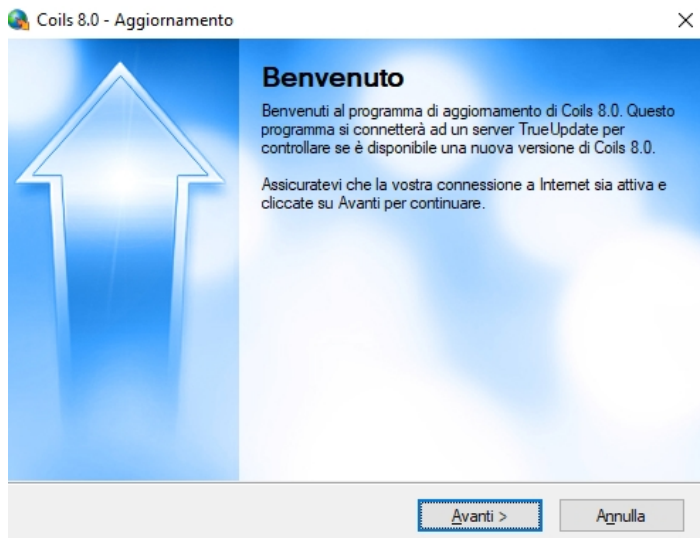 Coils 8.0 - Aggiornamento
Benvenuto
Benvenuti al programma di aggiornamento di Coils 8.0. Questo
programma si connetterà ad un server TrueUpdate per
controllare se è disponibile una nuova versione di Coils 8.0.
Assicuratevi che la vostra connessione a Internet sia attiva e
cliccate su Avanti per continuare.
Avanti >
Annulla